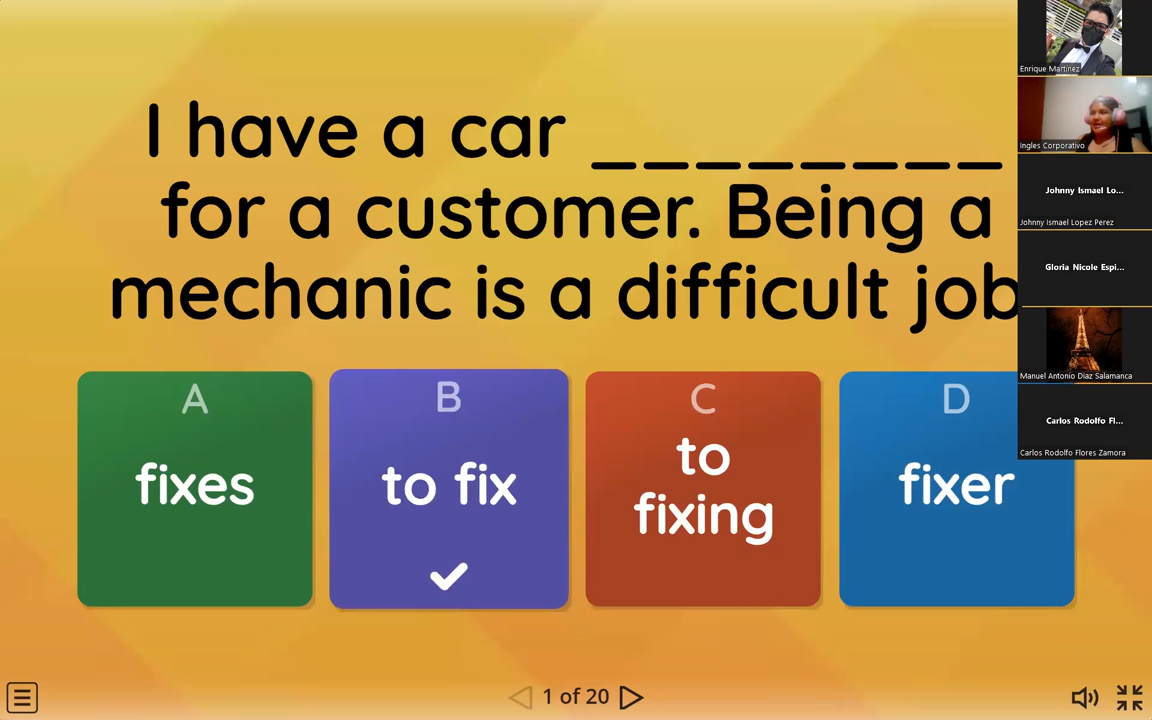 I have a car ________
for a customer. Being a
mechanic is a difficult job
A
fixes
B
to fix
C
to
fixing
D
fixer
1 of 20
Enrique Martinez
Ingles Corporativo
Johnny Ismael Lo...
Johnny Ismael Lopez Perez
Gloria Nicole Espi...
Manuel Antonio Diaz Salamanca
Carlos Rodolfo Fl...
Carlos Rodolfo Flores Zamora